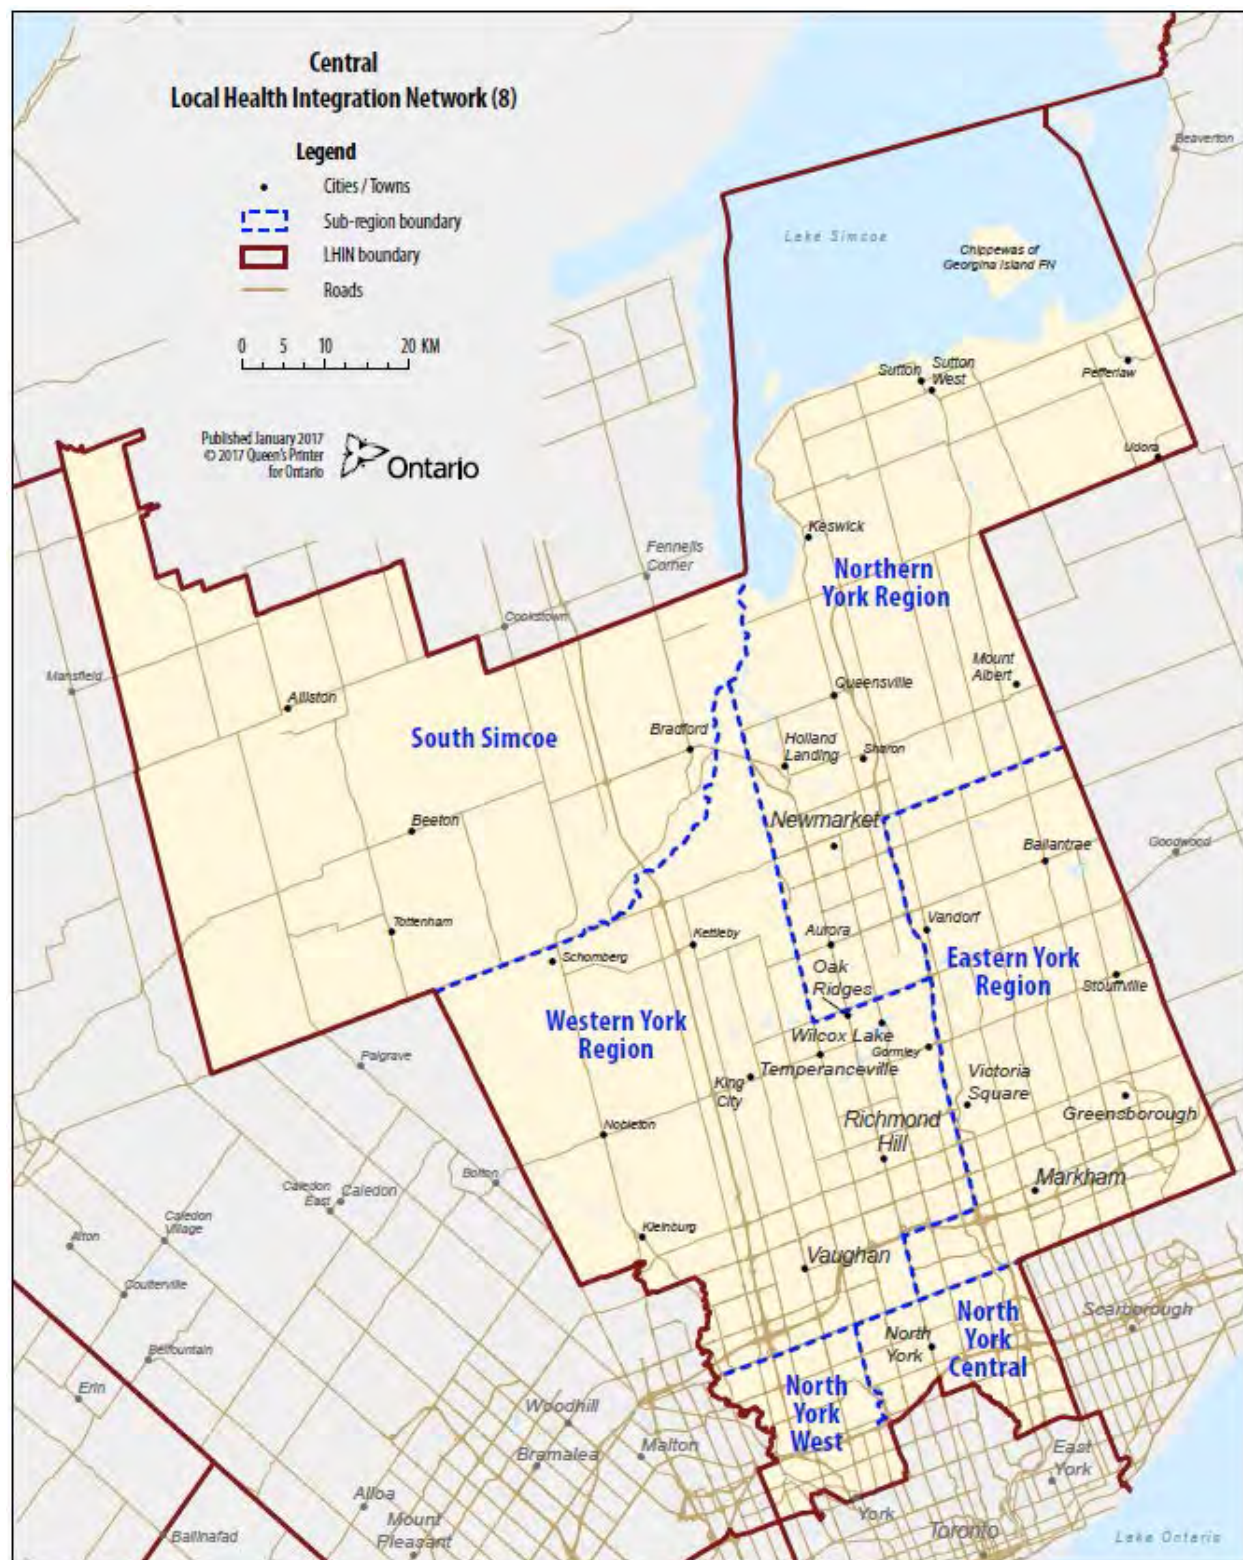 Central
Local Health Integration Network (8)
Legend
Cities / Towns
Sub-region boundary
LHIN boundary
Roads
0 5 10 20 KM
Published January 2017
© 2017 Queen's Printer
for Ontario
Ontario
Beaverton
Lake Simcoe
Chippewas of
Georgina Island FN
Sutton
Sutton
West
Pefferlaw
Udora
Keswick
Fennells
Corner
Northern
York Region
Cookstown
Mansfield
Alliston
Mount
Albert
Queensville
South Simcoe
Bradford
Holland
Landing
Sharon
Beeton
Newmarket
Ballantrae
Goodwood
Tottenham
Schomberg
Kettleby
Aurora
Vandorf
Oak
Ridges
Eastern York
Region
Stouffville
Western York
Region
Wilcox Lake
Gormley
Palgrave
Temperanceville
King
City
Victoria
Square
Greensborough
Richmond
Hill
Nobleton
Bolton
Caledon
East
Caledon
Markham
Caledon
Village
Alton
Kleinburg
Vaughan
Coulterville
Scarborough
North
York
Central
North
York
Belfountain
Erin
North
York
West
Woodhill
Bramalea
Malton
East
York
Alloa
Mount
Pleasant
York
Toronto
Ballinafad
Lake Ontario